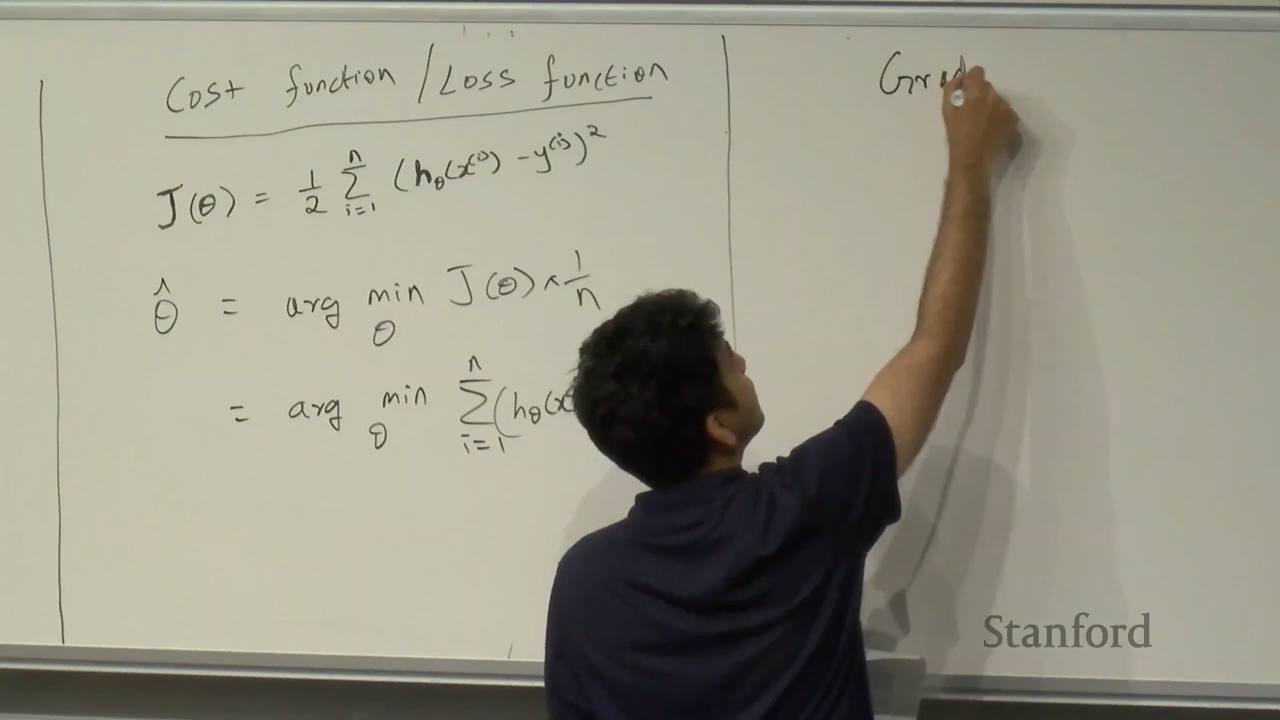 Cost function / Loss function
J(θ) = 1/2 Σ_{i=1}^{n} (h_θ(x^{(i)}) - y^{(i)})^2
θ̂ = arg min_θ J(θ) × 1/n
= arg min_θ Σ_{i=1}^{n} (h_θ(x
Grad
Stanford